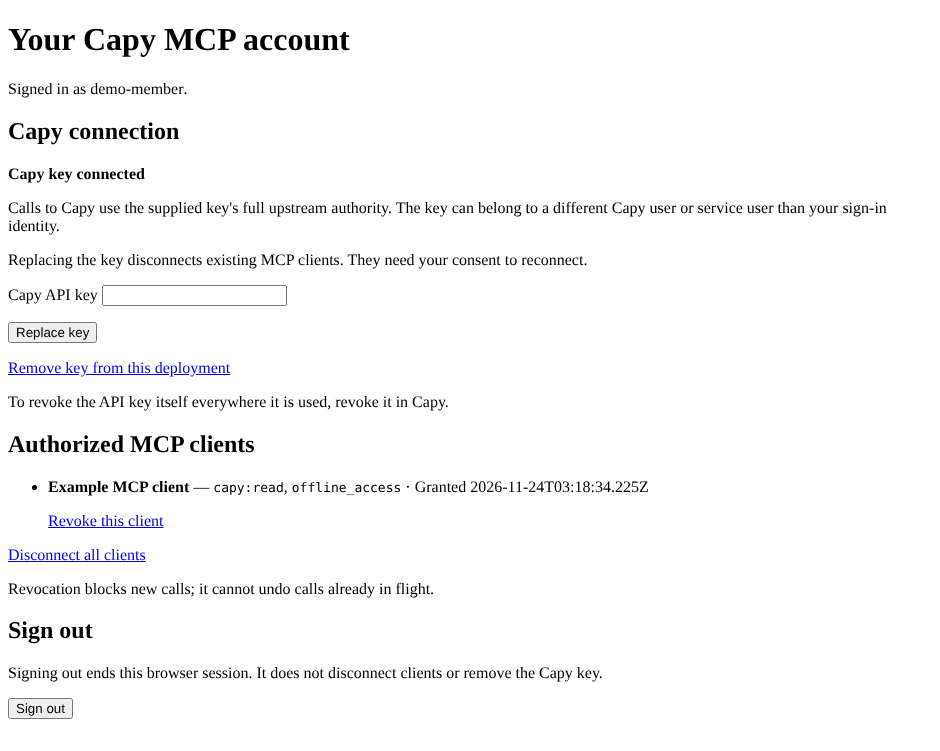 Your Capy MCP account
Signed in as demo-member.
Capy connection
Capy key connected
Calls to Capy use the supplied key's full upstream authority. The key can belong to a different Capy user or service user than your sign-in
identity.
Replacing the key disconnects existing MCP clients. They need your consent to reconnect.
Capy API key
Replace key
Remove key from this deployment
To revoke the API key itself everywhere it is used, revoke it in Capy.
Authorized MCP clients
• Example MCP client — capy:read, offline_access · Granted 2026-11-24T03:18:34.225Z
Revoke this client
Disconnect all clients
Revocation blocks new calls; it cannot undo calls already in flight.
Sign out
Signing out ends this browser session. It does not disconnect clients or remove the Capy key.
Sign out